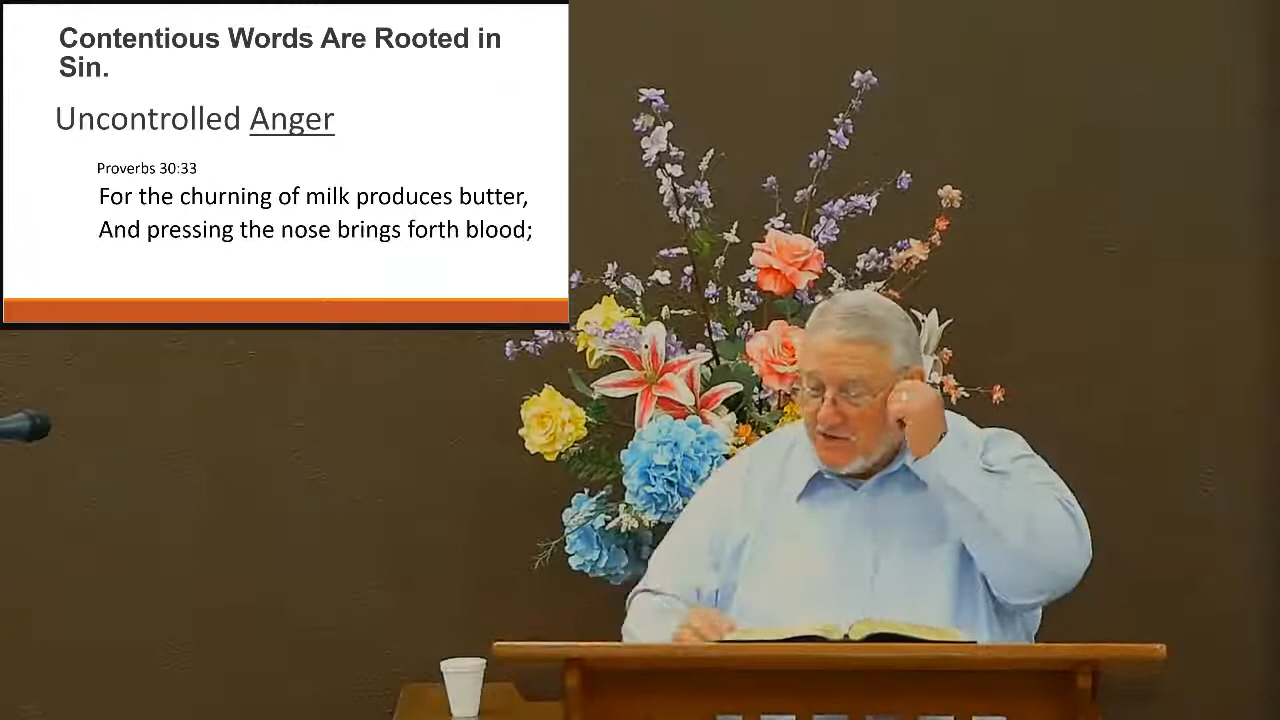 Contentious Words Are Rooted in
Sin.
Uncontrolled Anger
Proverbs 30:33
For the churning of milk produces butter,
And pressing the nose brings forth blood;